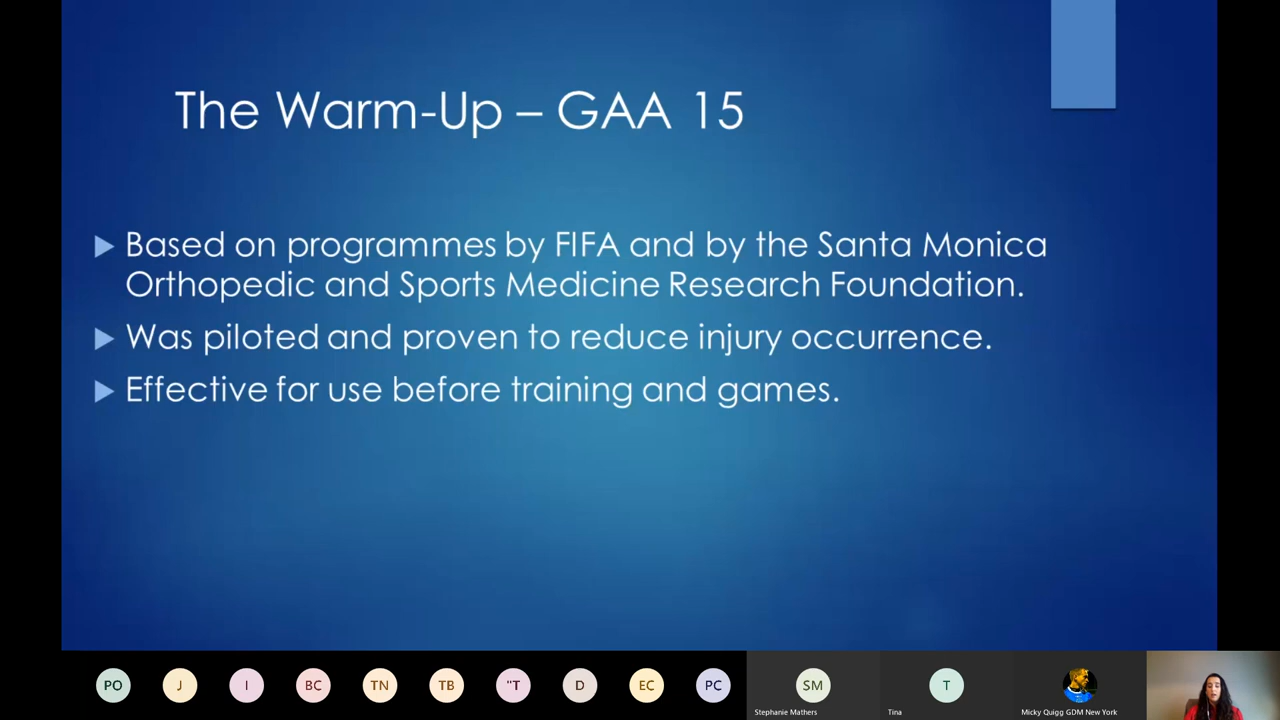 The Warm-Up – GAA 15
Based on programmes by FIFA and by the Santa Monica
Orthopedic and Sports Medicine Research Foundation.
Was piloted and proven to reduce injury occurrence.
Effective for use before training and games.
PO J I BC TN TB "T D EC PC SM T
Stephanie Mathers Tina Micky Quigg GDM New York